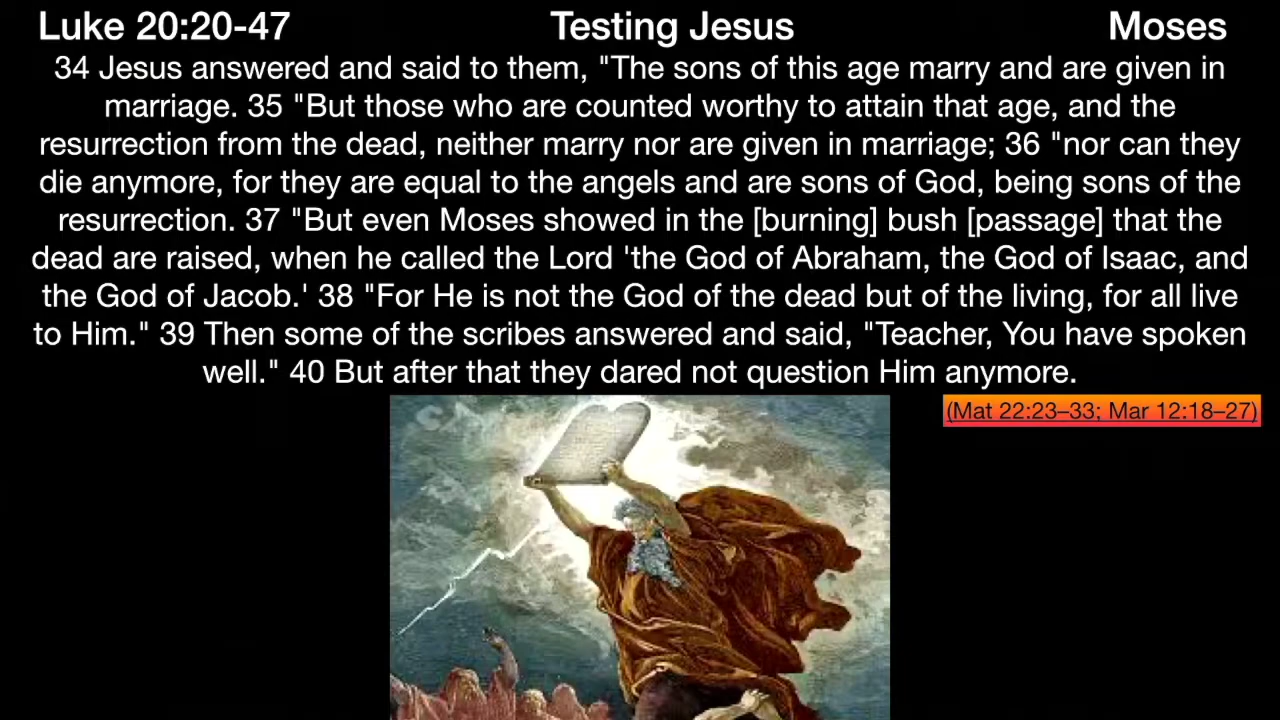 Luke 20:20-47 Testing Jesus Moses
34 Jesus answered and said to them, "The sons of this age marry and are given in
marriage. 35 "But those who are counted worthy to attain that age, and the
resurrection from the dead, neither marry nor are given in marriage; 36 "nor can they
die anymore, for they are equal to the angels and are sons of God, being sons of the
resurrection. 37 "But even Moses showed in the [burning] bush [passage] that the
dead are raised, when he called the Lord 'the God of Abraham, the God of Isaac, and
the God of Jacob.' 38 "For He is not the God of the dead but of the living, for all live
to Him." 39 Then some of the scribes answered and said, "Teacher, You have spoken
well." 40 But after that they dared not question Him anymore.
(Mat 22:23–33; Mar 12:18–27)